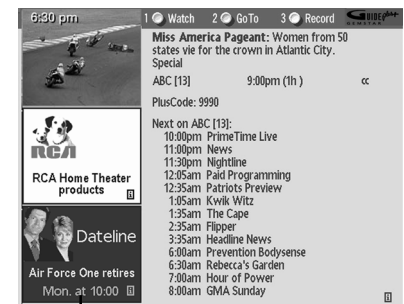 6:30 pm
1 Watch 2 GoTo 3 Record GUIDE plus+
GEMSTAR
Miss America Pageant: Women from 50
states vie for the crown in Atlantic City.
Special
ABC [13] 9:00pm (1h ) cc
PlusCode: 9990
Next on ABC [13]:
10:00pm PrimeTime Live
11:00pm News
11:30pm Nightline
12:05am Paid Programming
12:35am Patriots Preview
1:05am Kwik Witz
1:35am The Cape
2:35am Flipper
3:35am Headline News
6:00am Prevention Bodysense
6:30am Rebecca's Garden
7:00am Hour of Power
8:00am GMA Sunday
RCA
RCA Home Theater
products i
Dateline
Air Force One retires
Mon. at 10:00 i
i